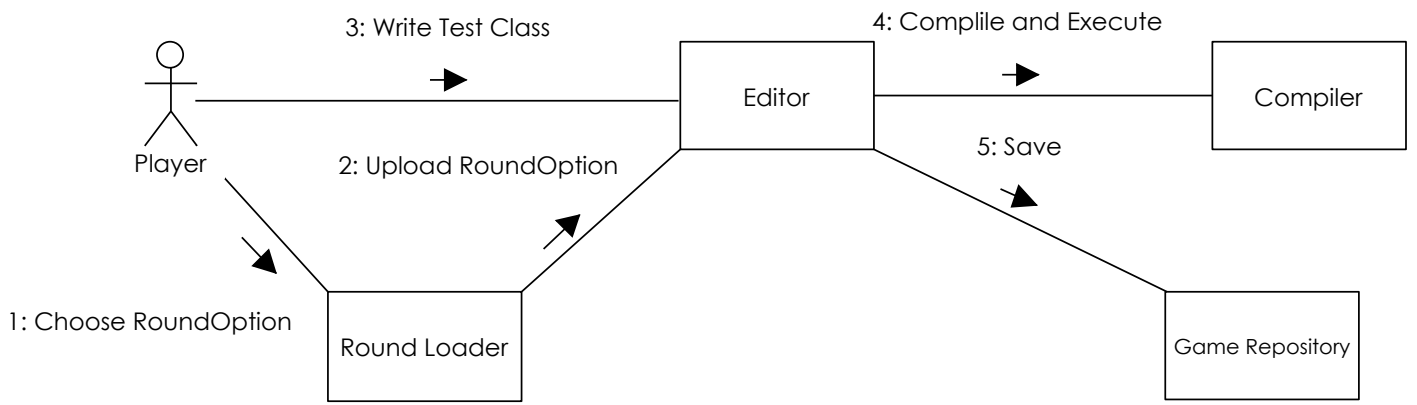 3: Write Test Class
4: Complile and Execute
Editor
Compiler
Player
2: Upload RoundOption
5: Save
1: Choose RoundOption
Round Loader
Game Repository